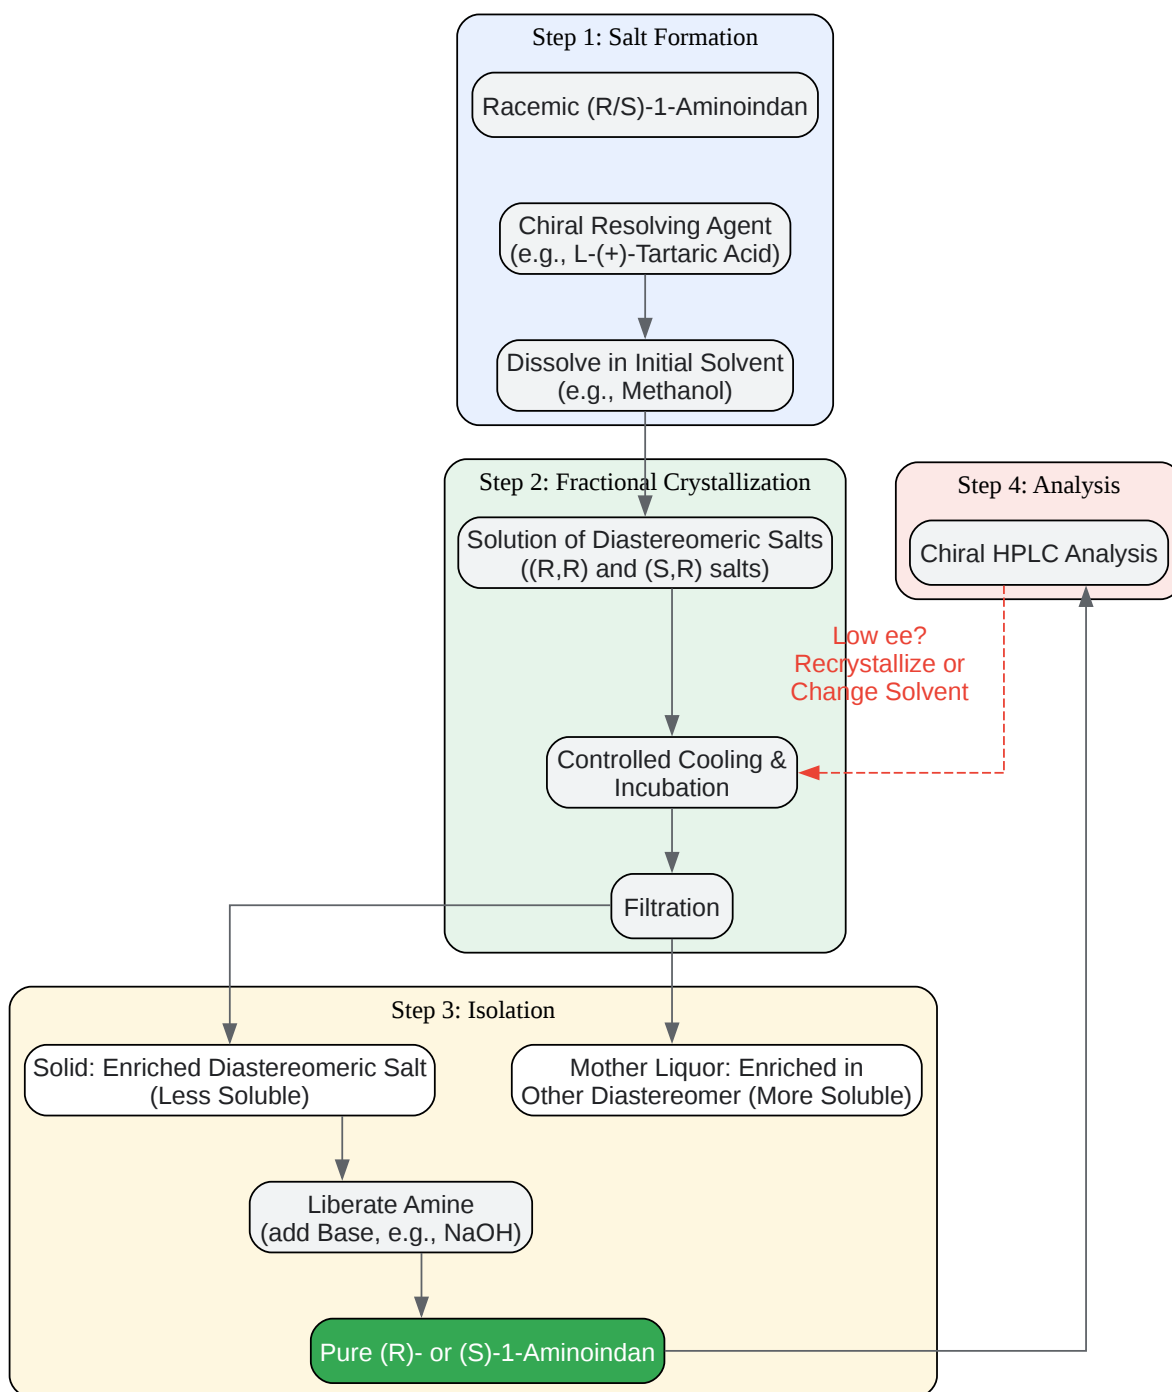 Step 1: Salt Formation
Racemic (R/S)-1-Aminoindan
Chiral Resolving Agent
(e.g., L-(+)-Tartaric Acid)
Dissolve in Initial Solvent
(e.g., Methanol)
Step 2: Fractional Crystallization
Solution of Diastereomeric Salts
((R,R) and (S,R) salts)
Step 4: Analysis
Chiral HPLC Analysis
Low ee?
Recrystallize or
Change Solvent
Controlled Cooling &
Incubation
Filtration
Step 3: Isolation
Solid: Enriched Diastereomeric Salt
(Less Soluble)
Mother Liquor: Enriched in
Other Diastereomer (More Soluble)
Liberate Amine
(add Base, e.g., NaOH)
Pure (R)- or (S)-1-Aminoindan